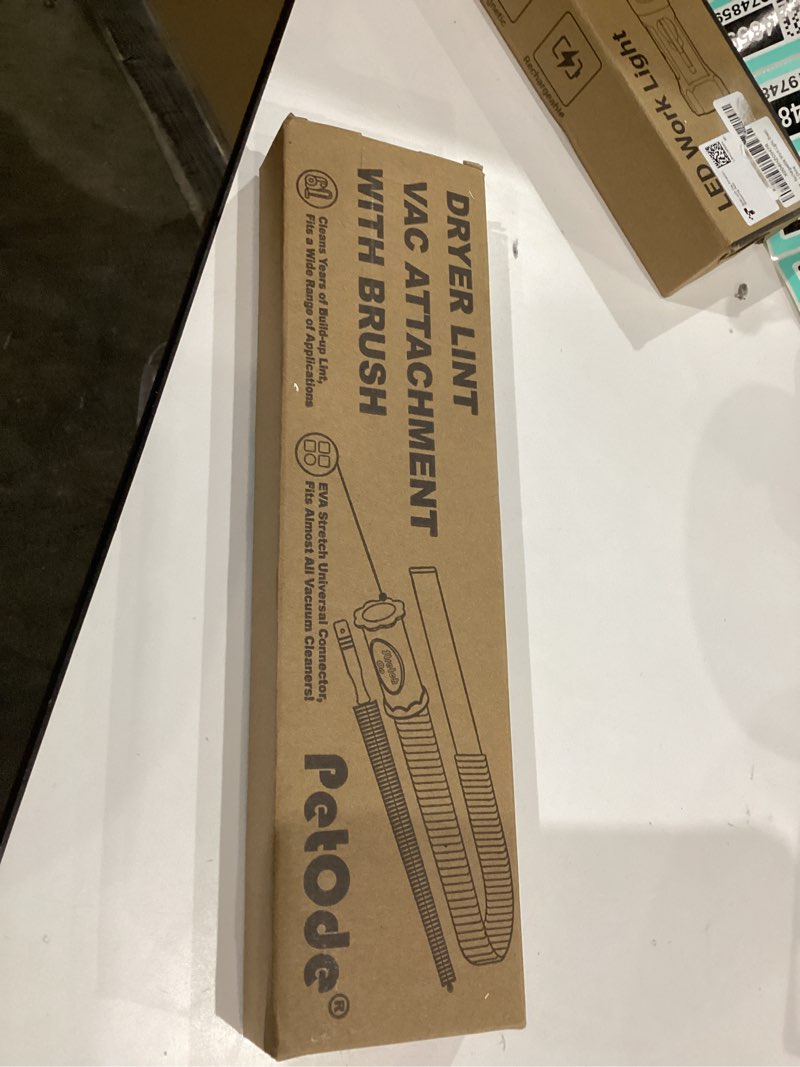 DRYER LINT
VAC ATTACHMENT
WITH BRUSH
Cleans Years of Build-up Lint,
Fits a Wide Range of Applications
EVA Stretch Universal Connector,
Fits Almost All Vacuum Cleaners!
PetOde®
LED Work Light
Rechargeable